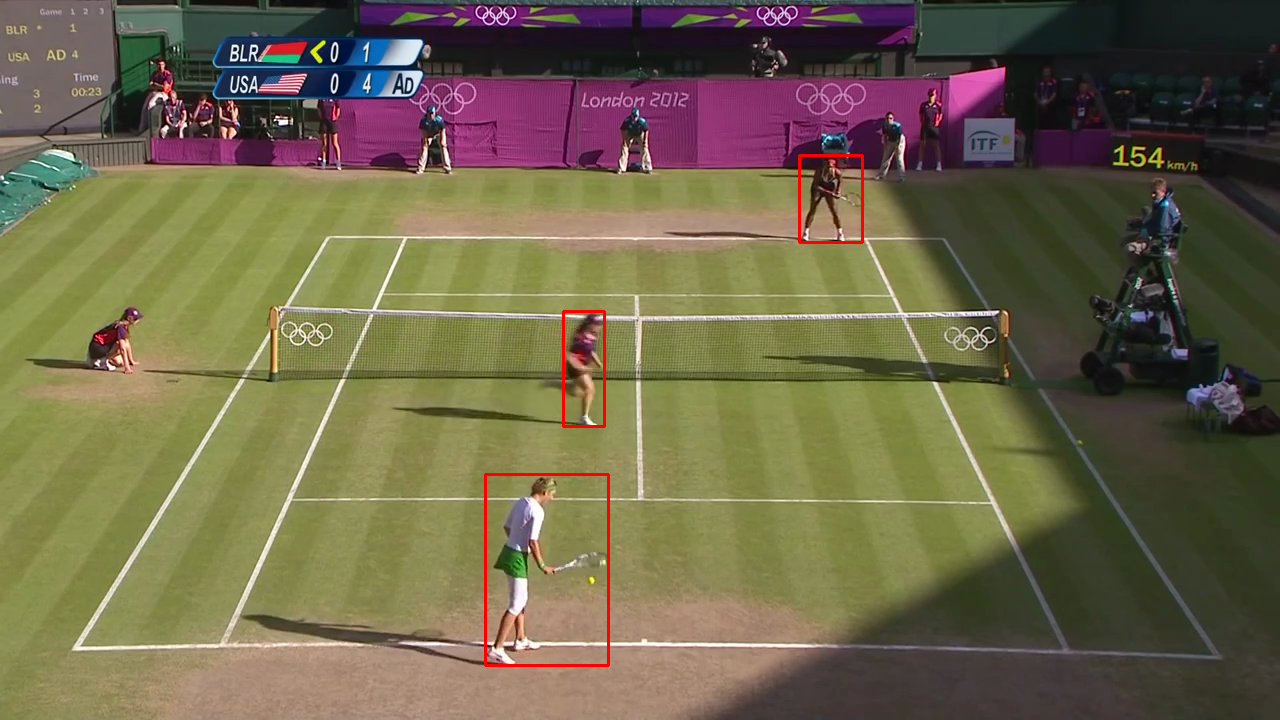 Game 1 2 3
BLR * 1
USA AD 4
Time
3 00:23
2
BLR < 0 1
USA 0 4 AD
London 2012
ITF
154 km/h